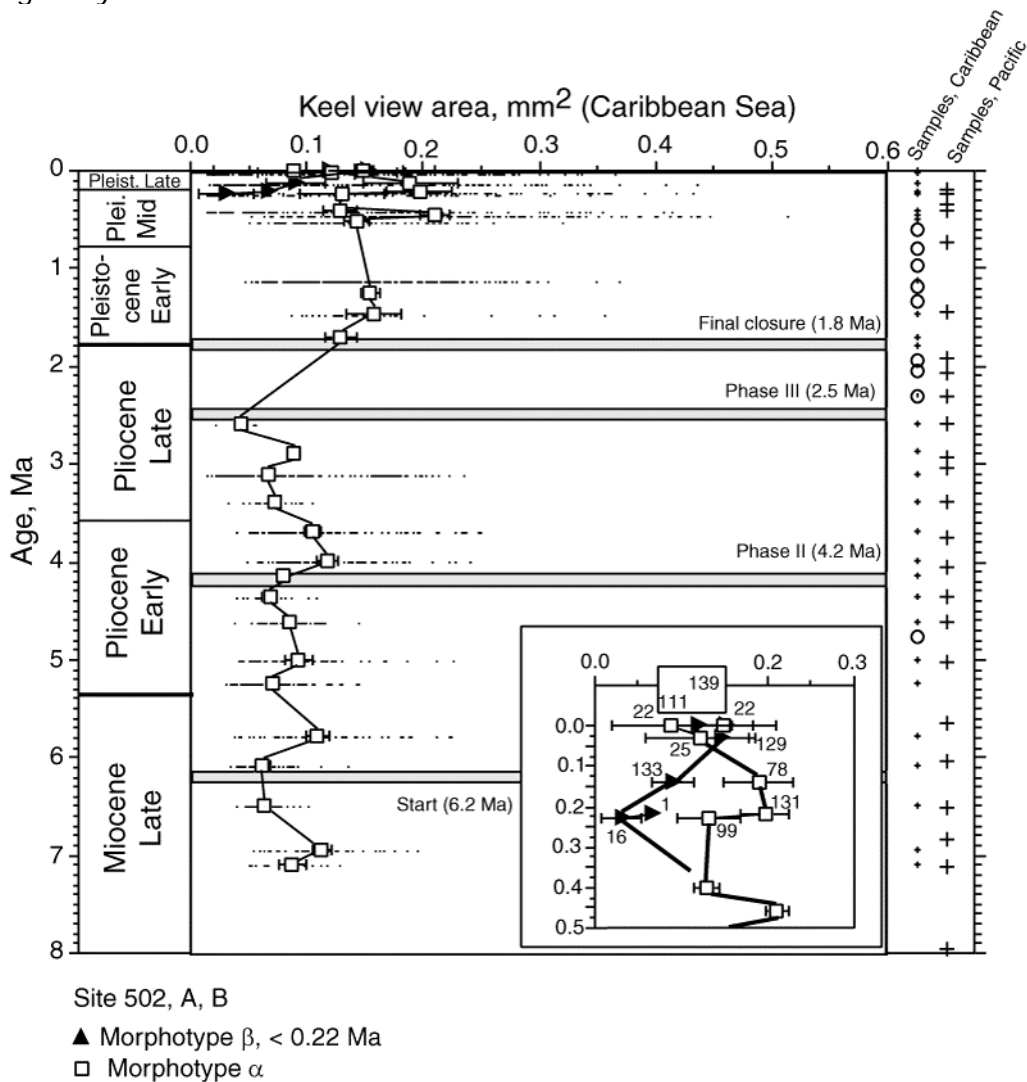 Samples, Caribbean
Samples, Pacific
Keel view area, mm2 (Caribbean Sea)
0.0 0.1 0.2 0.3 0.4 0.5 0.6
Age, Ma
0
1
2
3
4
5
6
7
8
Pleist. Late
Plei. Mid
Pleisto-
cene
Early
Pliocene
Late
Pliocene
Early
Miocene
Late
Final closure (1.8 Ma)
Phase III (2.5 Ma)
Phase II (4.2 Ma)
Start (6.2 Ma)
0.0 0.2 0.3
0.0
0.1
0.2
0.3
0.4
0.5
139
111
22 22
25 129
133 78
1 131
16 99
Site 502, A, B
▲ Morphotype β, < 0.22 Ma
□ Morphotype α